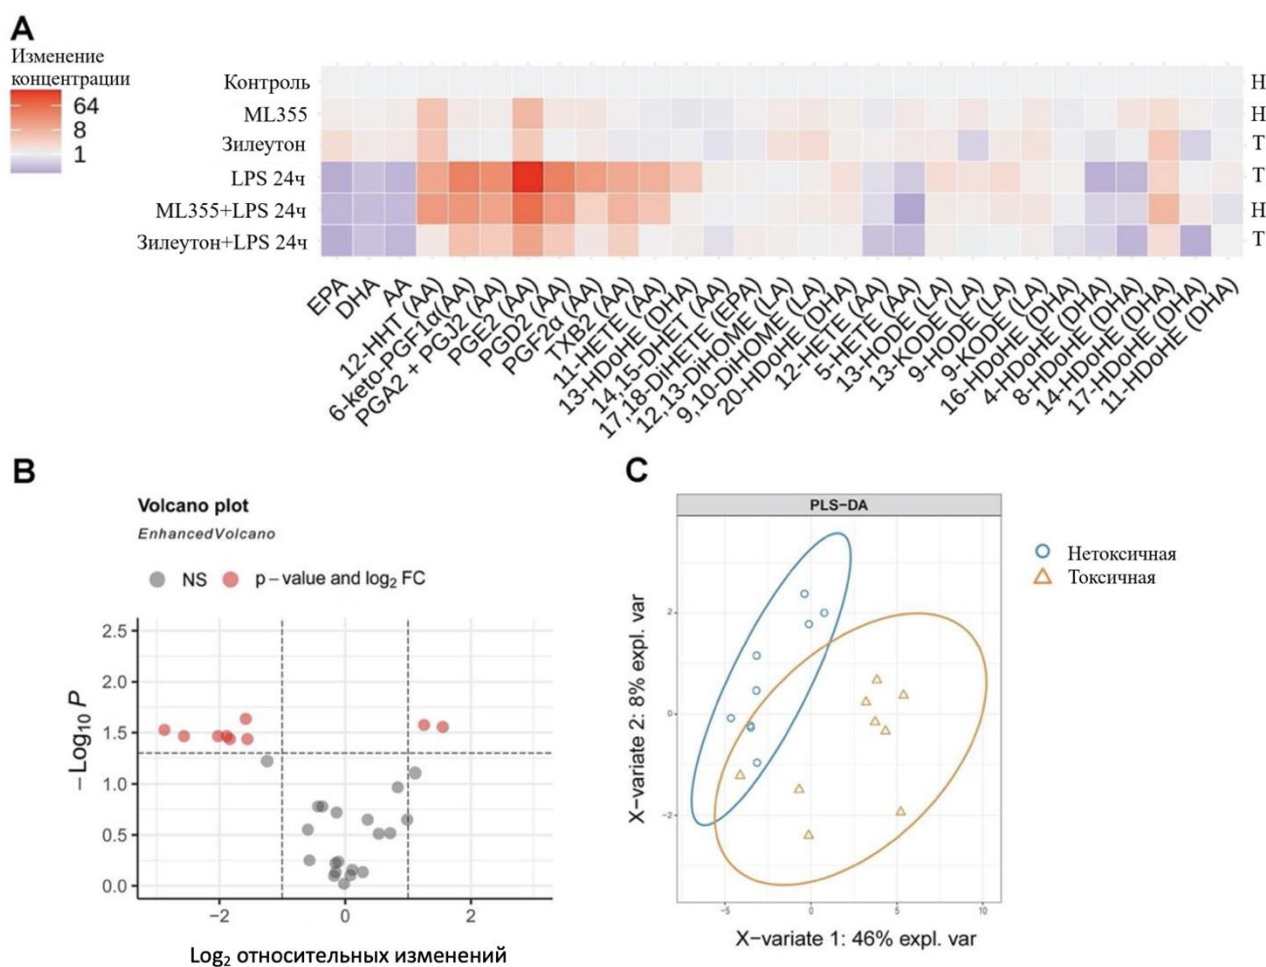 A
Изменение
концентрации
64
8
1
Контроль
ML355
Зилеутон
LPS 24ч
ML355+LPS 24ч
Зилеутон+LPS 24ч
Н
Н
Т
Т
Н
Т
EPA
DHA
AA
12-HHT (AA)
6-keto-PGF-1α(AA)
PGA2 + PGJ2 (AA)
PGE2 (AA)
PGD2 (AA)
PGF2α (AA)
TXB2 (AA)
11-HETE (AA)
13-HDoHE (DHA)
14,15-DHET (AA)
17,18-DiHETE (EPA)
12,13-DiHOME (LA)
9,10-DiHOME (LA)
20-HDoHE (DHA)
12-HETE (AA)
5-HETE (AA)
13-HODE (LA)
13-KODE (LA)
9-HODE (LA)
9-KODE (LA)
16-HDoHE (DHA)
4-HDoHE (DHA)
8-HDoHE (DHA)
14-HDoHE (DHA)
17-HDoHE (DHA)
11-HDoHE (DHA)
B
Volcano plot
EnhancedVolcano
NS
p – value and log₂ FC
2.5
2.0
1.5
1.0
0.5
0.0
−2
0
2
−Log₁₀ P
Log₂ относительных изменений
C
PLS−DA
2
0
−2
−5
0
5
10
X−variate 2: 8% expl. var
X−variate 1: 46% expl. var
Нетоксичная
Токсичная